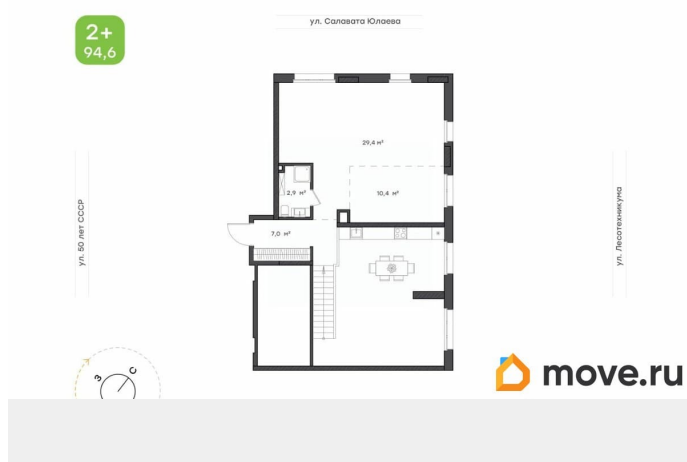 2+
94,6
ул. Салавата Юлаева
29,4 м²
2,9 м²
10,4 м²
ул. 50 лет СССР
ул. Лесотехникума
7,0 м²
З
С
move.ru